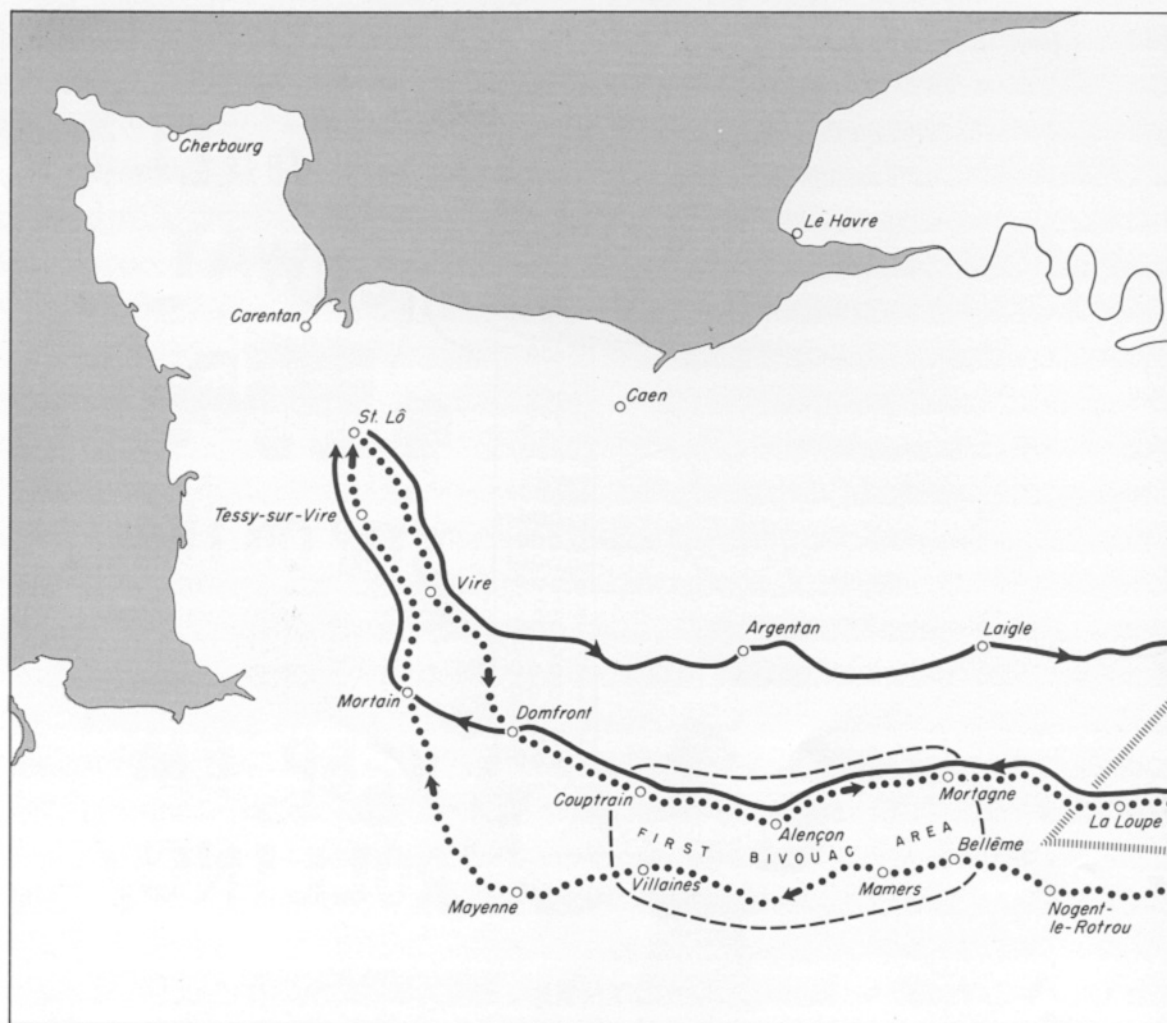 Cherbourg
Le Havre
Carentan
Caen
St. Lô
Tessy-sur-Vire
Vire
Argentan
Laigle
Mortain
Domfront
Couptrain
Mortagne
La Loupe
Alençon
FIRST BIVOUAC AREA
Bellême
Villaines
Mamers
Mayenne
Nogent-
le-Rotrou